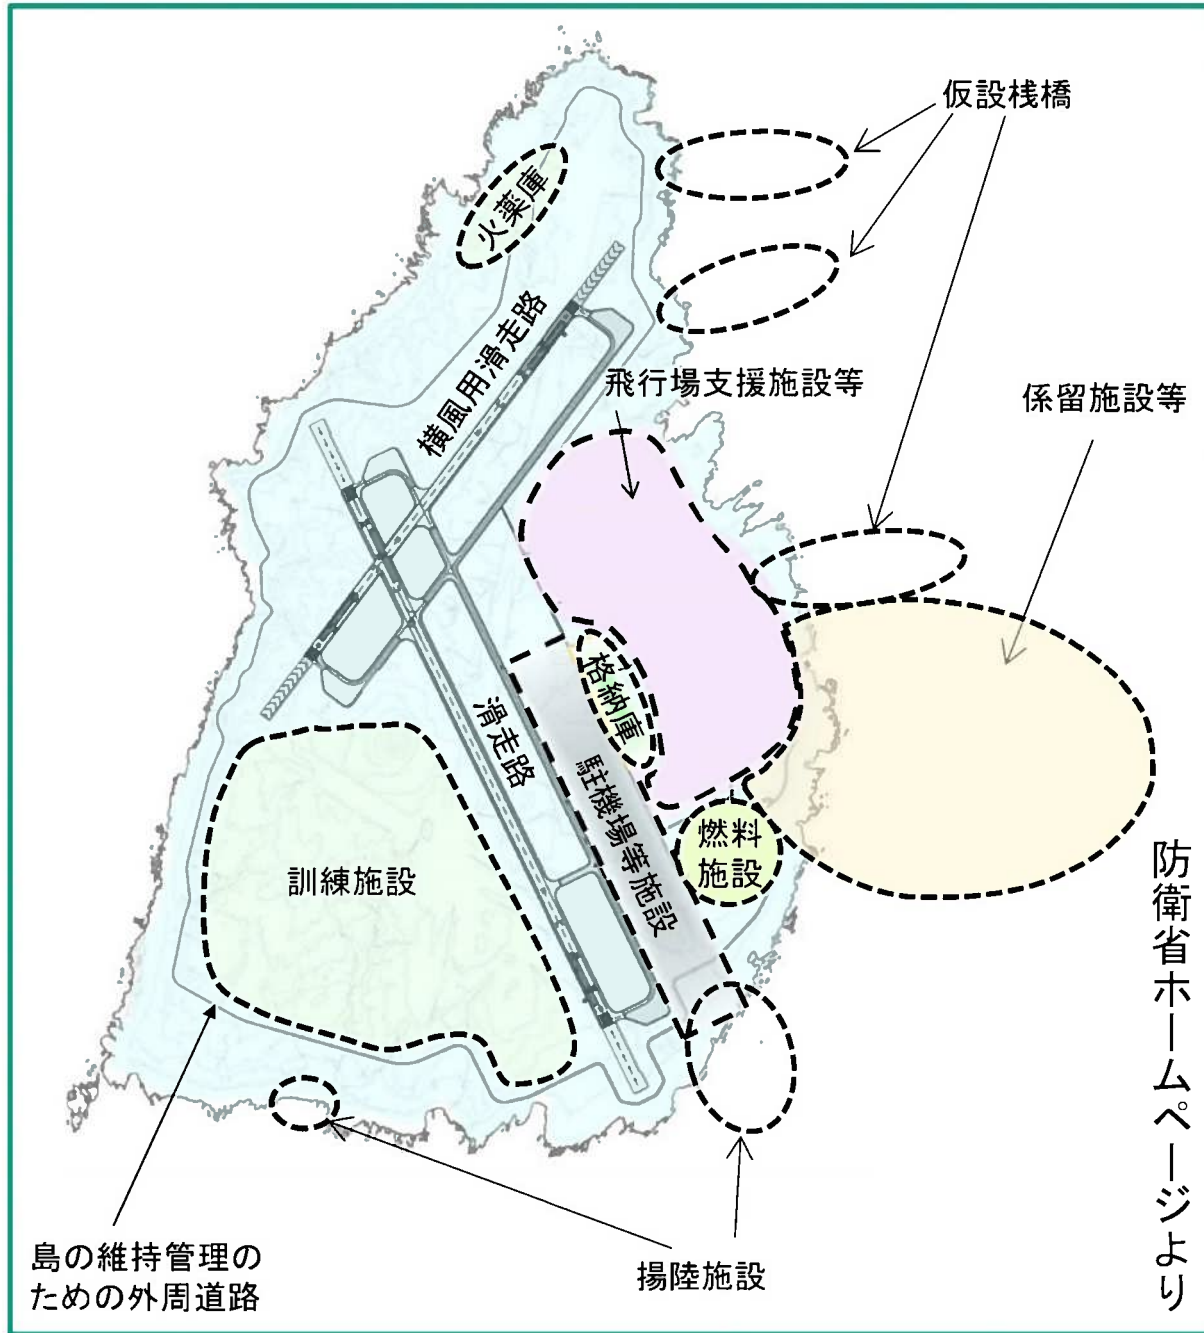 仮設桟橋
火薬庫
横風用滑走路
飛行場支援施設等
係留施設等
格納庫
滑走路
駐機場等施設
燃料
施設
訓練施設
防衛省ホームページより
島の維持管理の
ための外周道路
揚陸施設